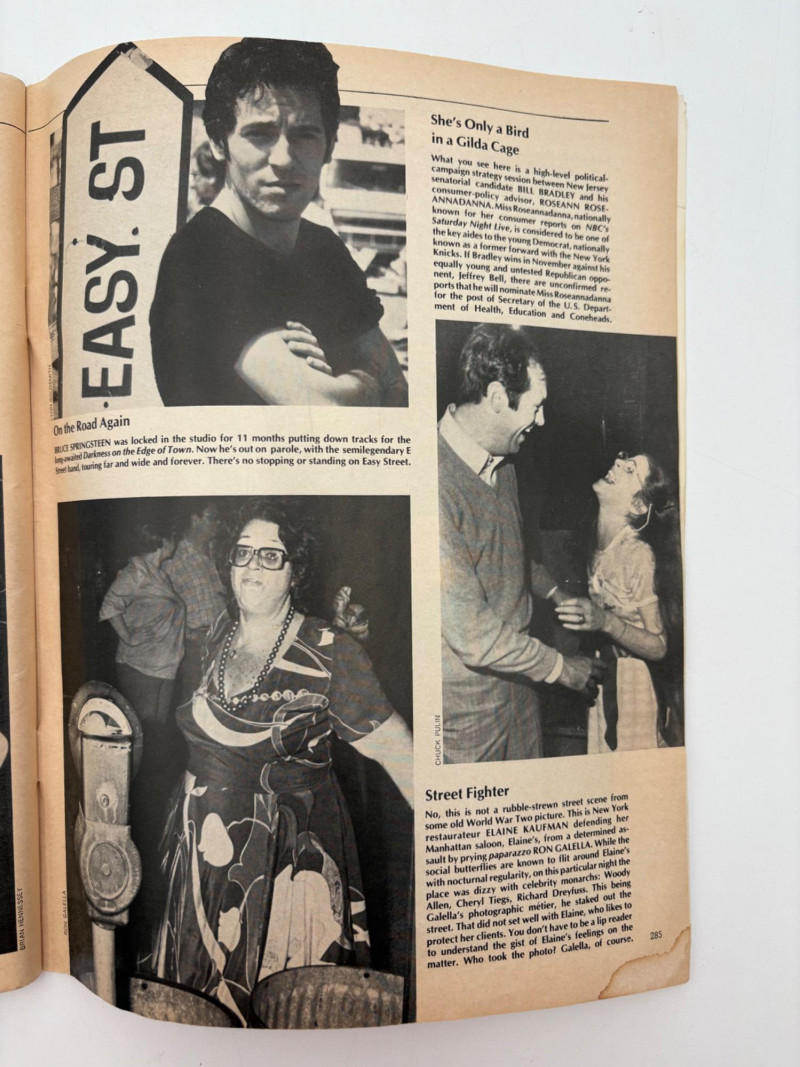 EASY. ST
On the Road Again
BRUCE SPRINGSTEEN was locked in the studio for 11 months putting down tracks for the
long-awaited Darkness on the Edge of Town. Now he's out on parole, with the semilegendary E
Street band, touring far and wide and forever. There's no stopping or standing on Easy Street.
BRIAN HENNESSEY
RON GALELLA
She's Only a Bird
in a Gilda Cage
What you see here is a high-level political-
campaign strategy session between New Jersey
senatorial candidate BILL BRADLEY and his
consumer-policy advisor, ROSEANN ROSE-
ANNADANNA. Miss Roseannadanna, nationally
known for her consumer reports on NBC's
Saturday Night Live, is considered to be one of
the key aides to the young Democrat, nationally
known as a former forward with the New York
Knicks. If Bradley wins in November against his
equally young and untested Republican oppo-
nent, Jeffrey Bell, there are unconfirmed re-
ports that he will nominate Miss Roseannadanna
for the post of Secretary of the U.S. Depart-
ment of Health, Education and Coneheads.
CHUCK PULIN
Street Fighter
No, this is not a rubble-strewn street scene from
some old World War Two picture. This is New York
restaurateur ELAINE KAUFMAN defending her
Manhattan saloon, Elaine's, from a determined as-
sault by prying paparazzo RON GALELLA. While the
social butterflies are known to flit around Elaine's
with nocturnal regularity, on this particular night the
place was dizzy with celebrity monarchs: Woody
Allen, Cheryl Tiegs, Richard Dreyfuss. This being
Galella's photographic métier, he staked out the
street. That did not set well with Elaine, who likes to
protect her clients. You don't have to be a lip reader
to understand the gist of Elaine's feelings on the
matter. Who took the photo? Galella, of course.
285